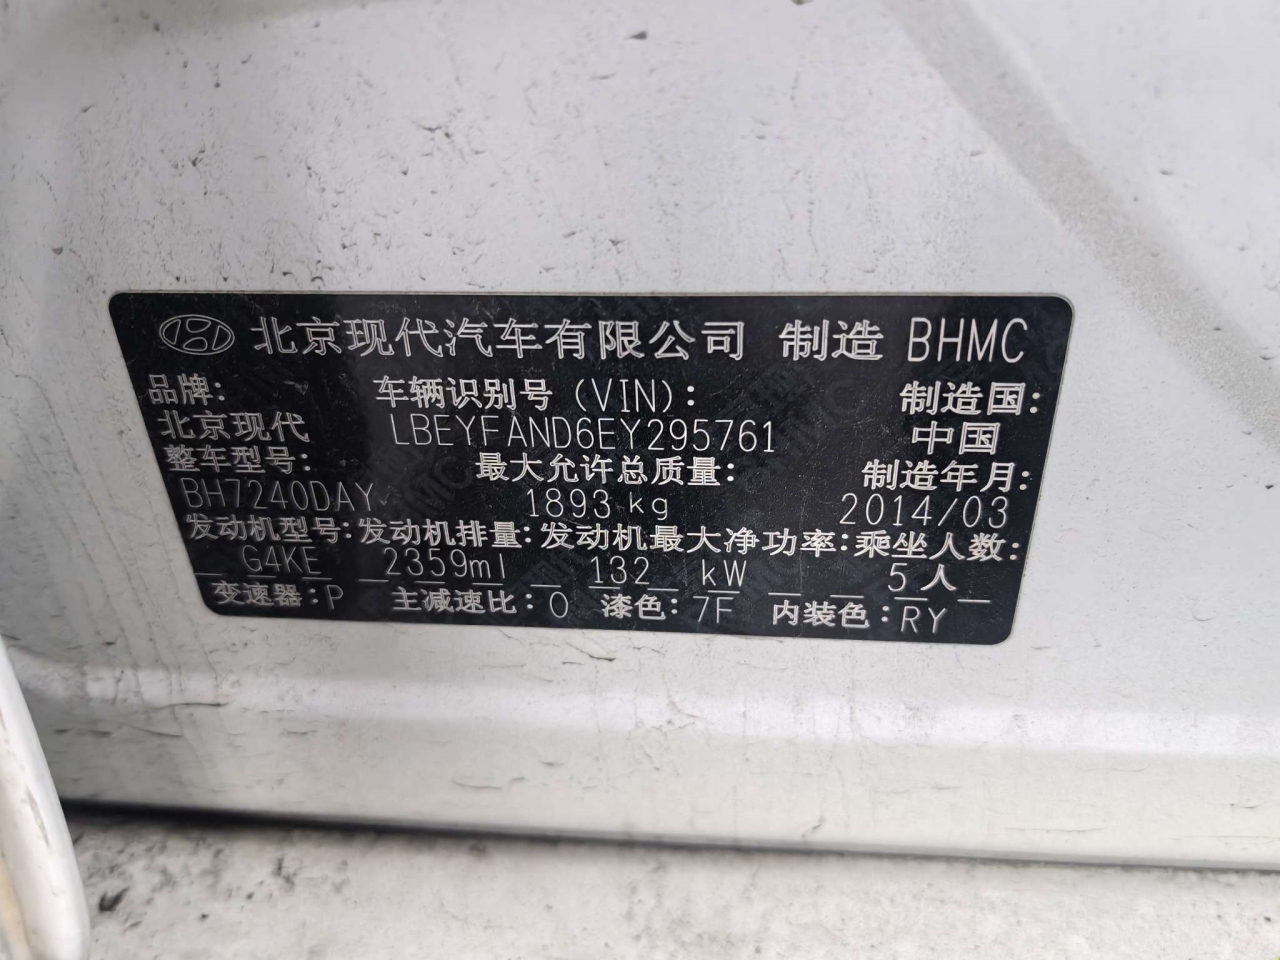 北京现代汽车有限公司 制造 BHMC
品牌: 车辆识别号 (VIN): 制造国:
北京现代 LBEYFAND6EY295761 中国
整车型号: 最大允许总质量: 制造年月:
BH7240DAY 1893 kg 2014/03
发动机型号: 发动机排量: 发动机最大净功率: 乘坐人数:
G4KE 2359ml 132 kW 5人
变速器: P 主减速比: O 漆色: 7F 内装色: RY